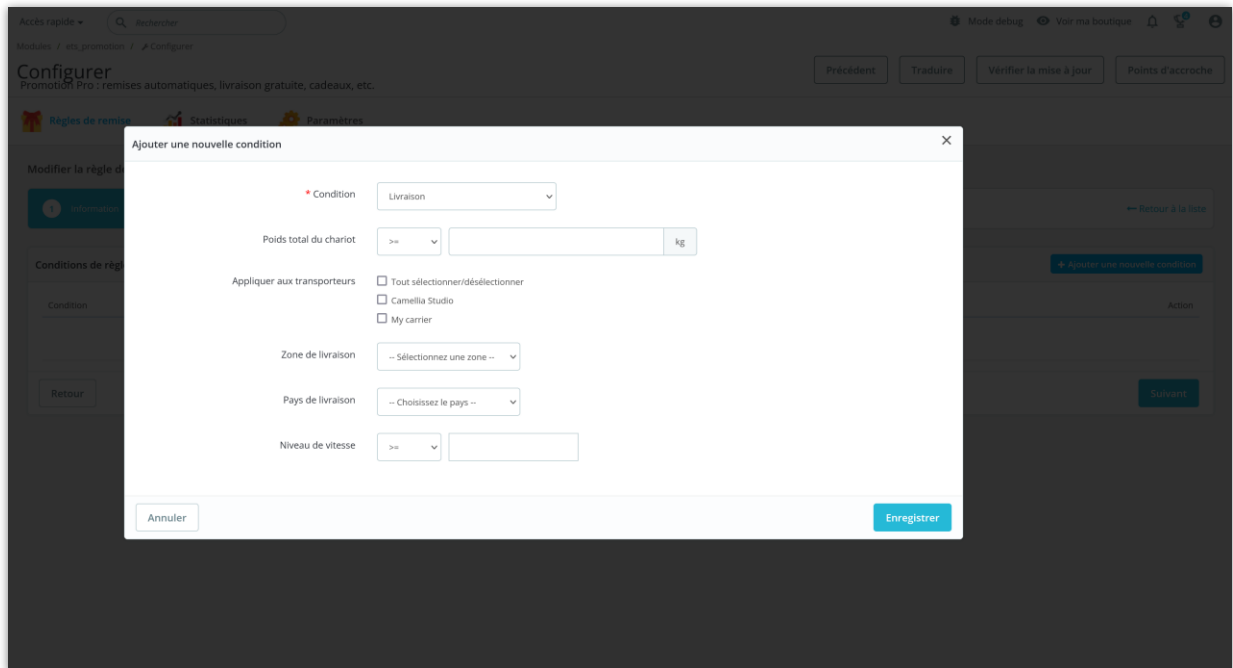 Accès rapide
Rechercher
Mode debug
Voir ma boutique
Modules / ets_promotion / Configurer
Configurer
Promotion Pro : remises automatiques, livraison gratuite, cadeaux, etc.
Précédent
Traduire
Vérifier la mise à jour
Points d'accroche
Règles de remise
Statistiques
Paramètres
Ajouter une nouvelle condition
Modifier la règle de
* Condition
Livraison
? Information
← Retour à la liste
Poids total du chariot
>=
kg
Conditions de règl
+ Ajouter une nouvelle condition
Appliquer aux transporteurs
Tout sélectionner/désélectionner
Camellia Studio
My carrier
Condition
Action
Zone de livraison
-- Sélectionnez une zone --
Retour
Suivant
Pays de livraison
-- Choisissez le pays --
Niveau de vitesse
>=
Annuler
Enregistrer